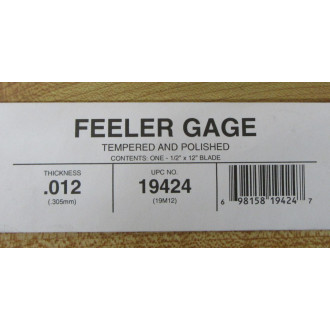 FEELER GAGE
TEMPERED AND POLISHED
CONTENTS: ONE - 1/2" x 12" BLADE
THICKNESS
.012
(.305mm)
UPC NO.
19424
(19M12)
6 98158 19424 7